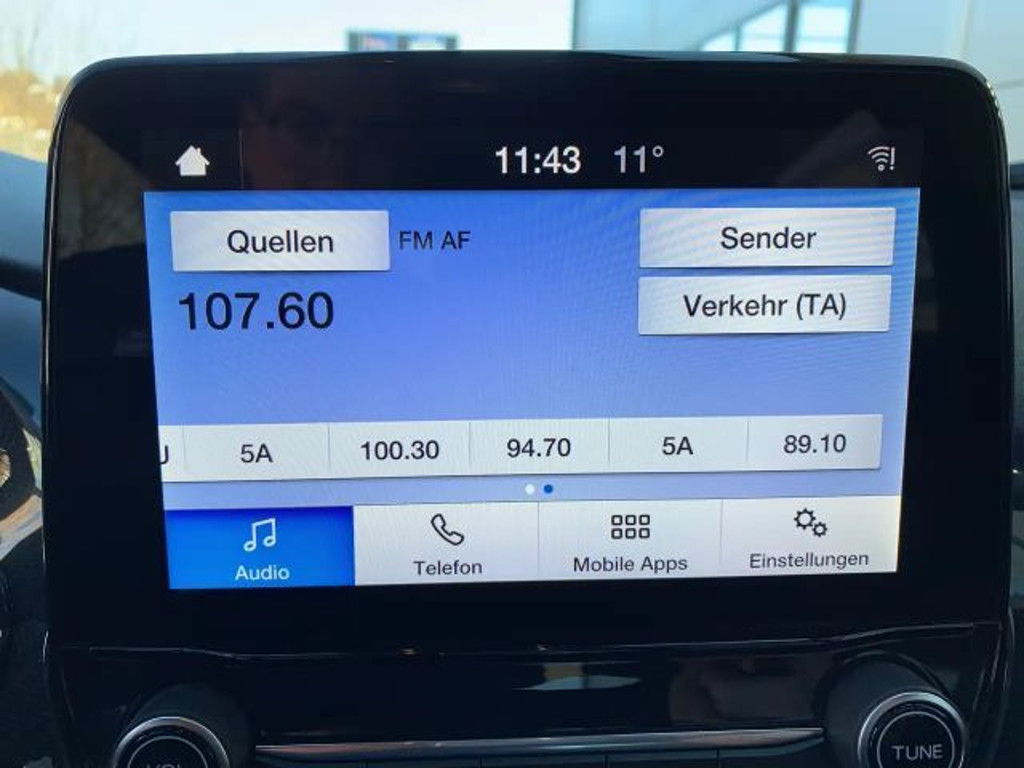 11:43 11°
Quellen FM AF Sender
107.60 Verkehr (TA)
5A 100.30 94.70 5A 89.10
Audio Telefon Mobile Apps Einstellungen
VOL TUNE